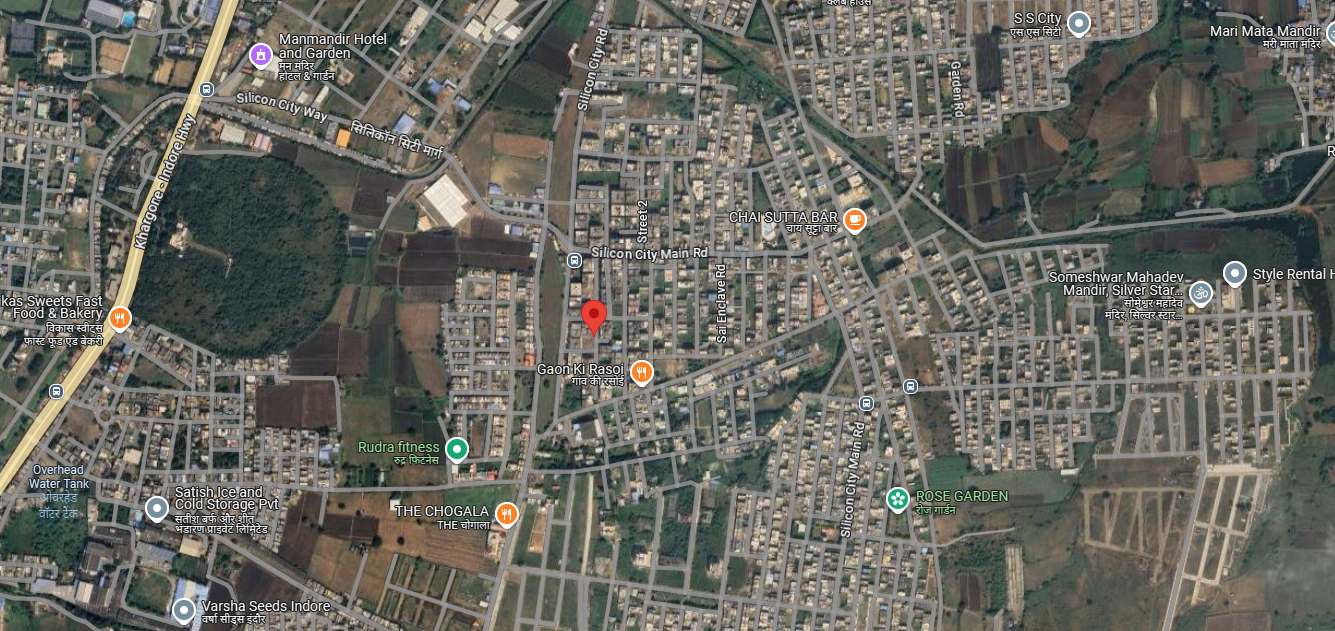 क्लब हाउस
S S City
एस एस सिटी
Mari Mata Mandir
मरी माता मंदिर
Manmandir Hotel
and Garden
मन मंदिर
होटल & गार्डन
Silicon City Rd
Garden Rd
Silicon City Way
सिलिकॉन सिटी मार्ग
Khargone - Indore Hwy
Street 2
CHAI SUTTA BAR
चाय सुट्टा बार
Silicon City Main Rd
Sai Enclave Rd
Someshwar Mahadev
Mandir, Silver Star...
सोमेश्वर महादेव
मंदिर, सिल्वर स्टार...
Style Rental H
kas Sweets Fast
Food & Bakery
विकास स्वीट्स
फास्ट फूड एंड बेकरी
Gaon Ki Rasoi
गांव की रसोई
Rudra fitness
रुद्र फिटनेस
Silicon City Main Rd
Overhead
Water Tank
ओवरहेड
वॉटर टैंक
Satish Ice and
Cold Storage Pvt
सतीश बर्फ और शीत
भंडारण प्राइवेट लिमिटेड
THE CHOGALA
THE चोगाला
ROSE GARDEN
रोज गार्डन
Varsha Seeds Indore
वर्षा सीड्स इंदौर